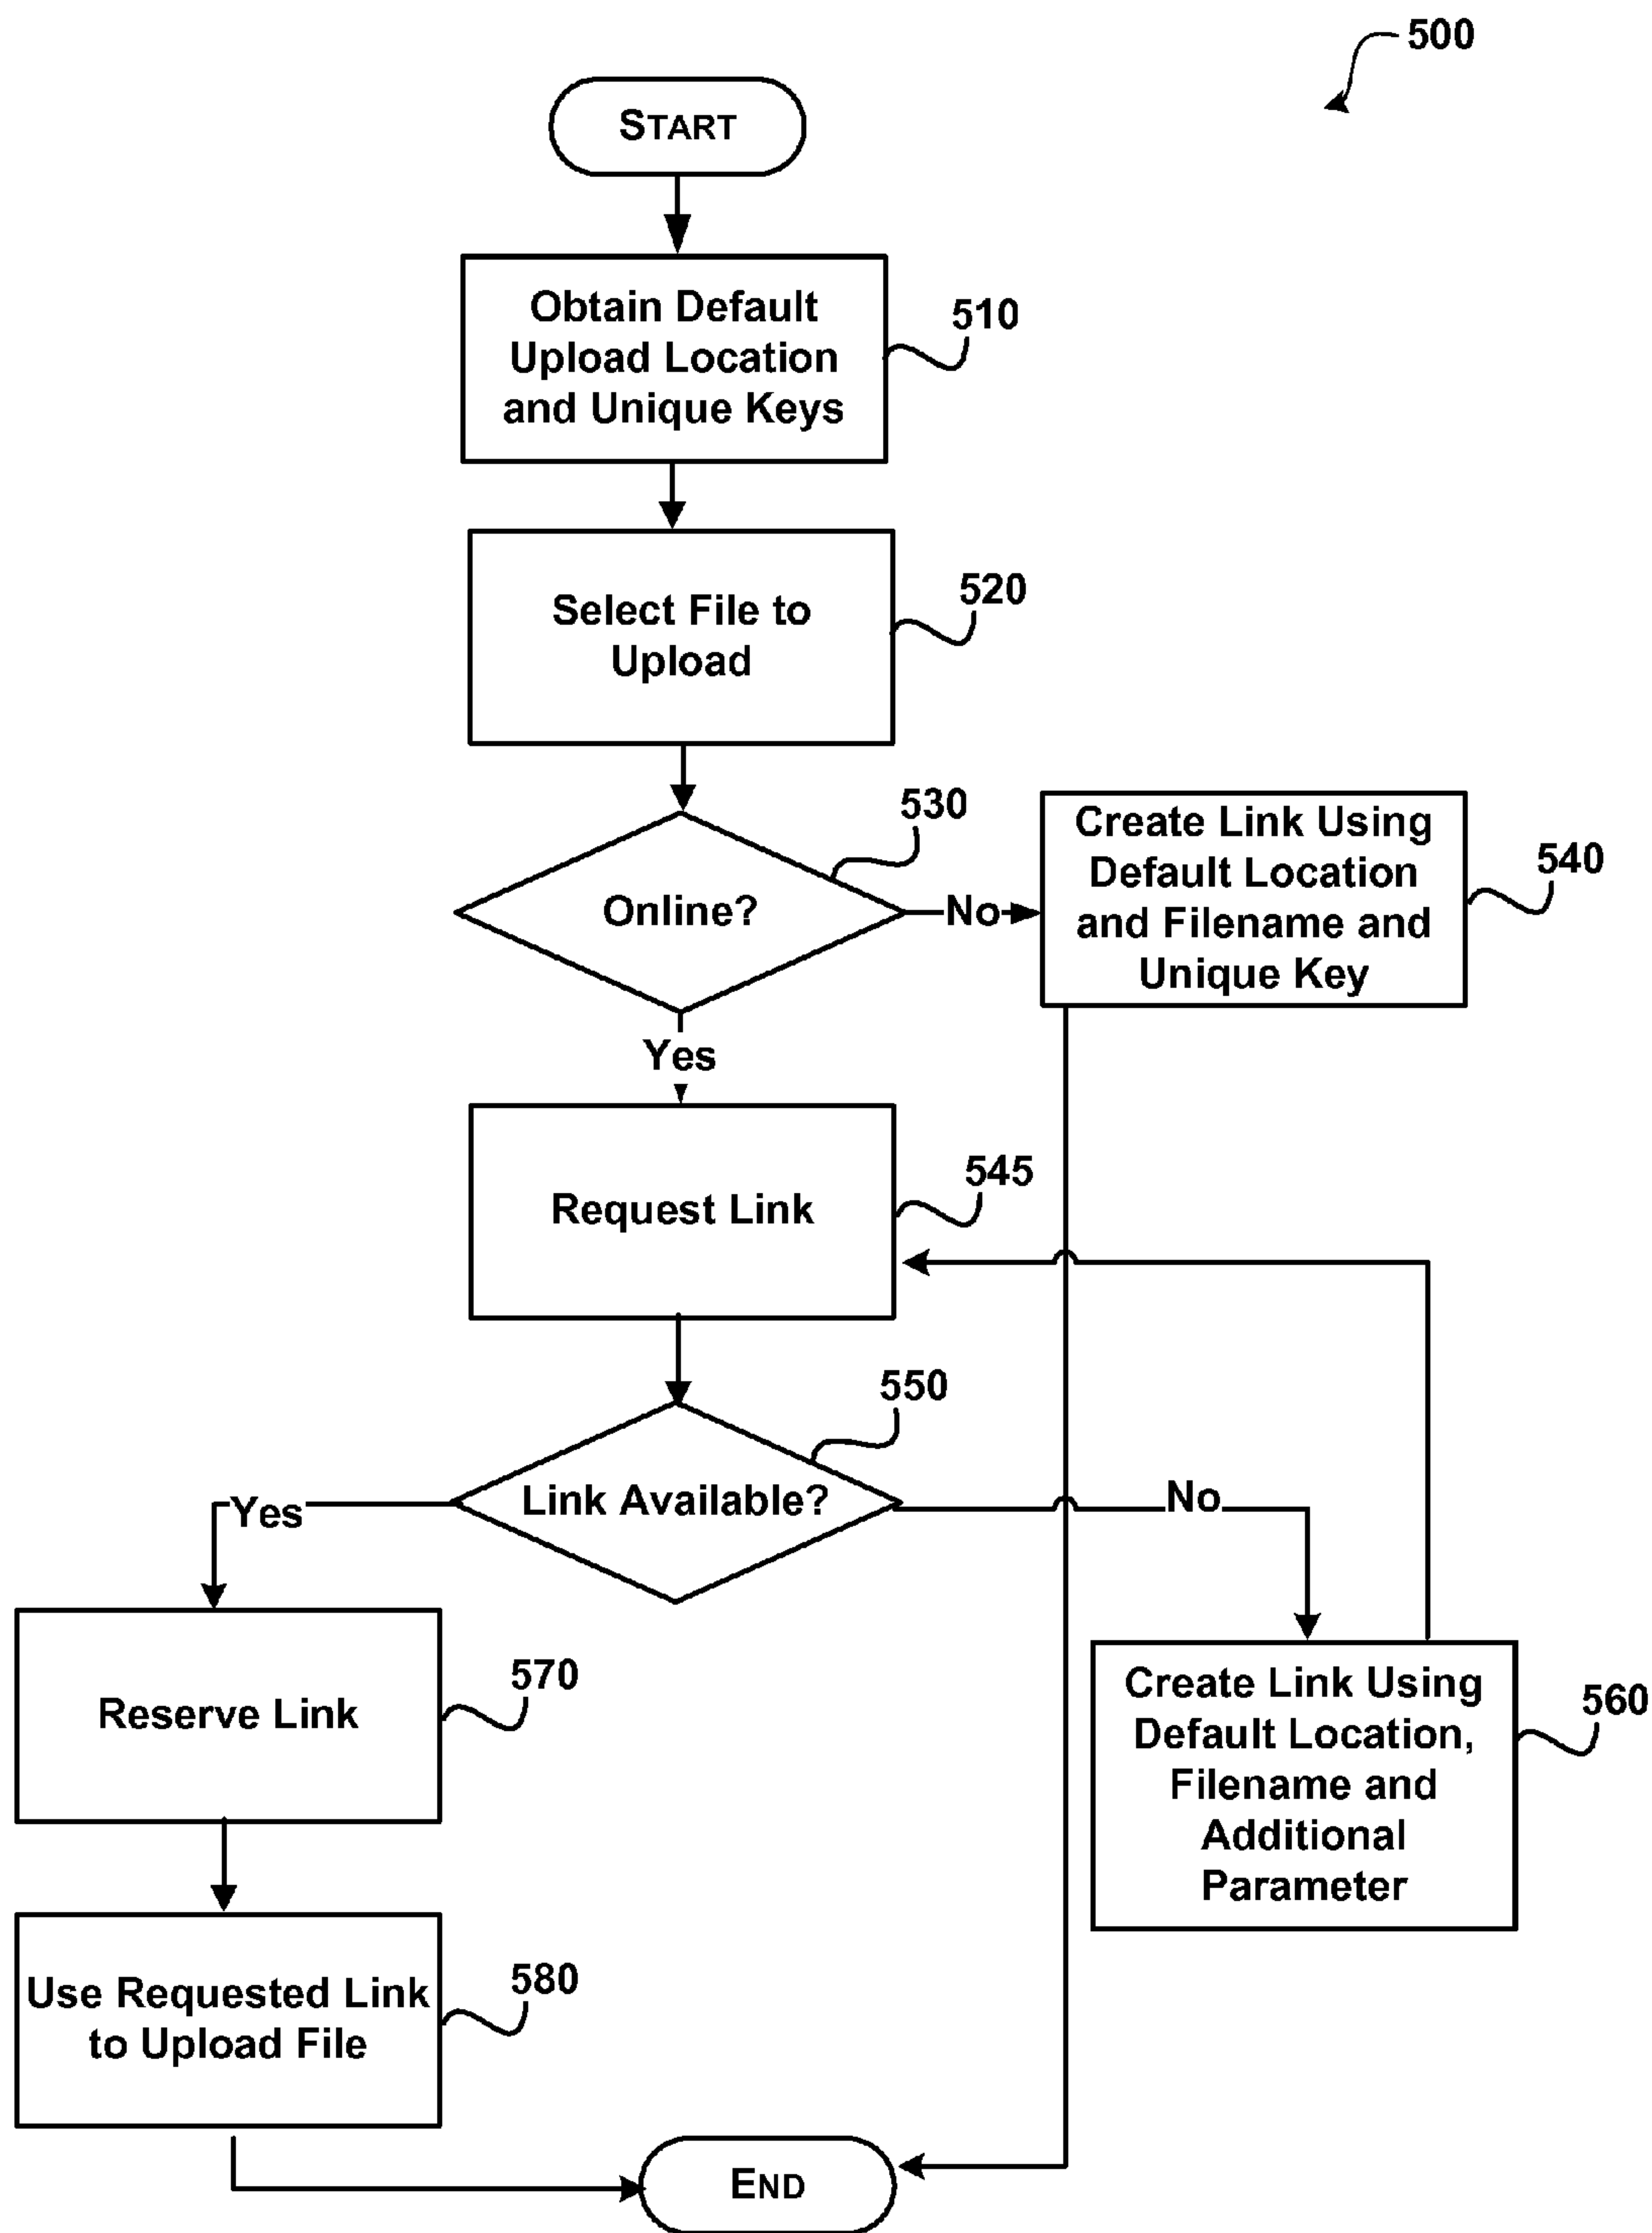 500
START
Obtain Default
Upload Location
and Unique Keys
510
Select File to
Upload
520
530
Online?
No
Create Link Using
Default Location
and Filename and
Unique Key
540
Yes
Request Link
545
550
Link Available?
Yes
No
Reserve Link
570
Create Link Using
Default Location,
Filename and
Additional
Parameter
560
Use Requested Link
to Upload File
580
END